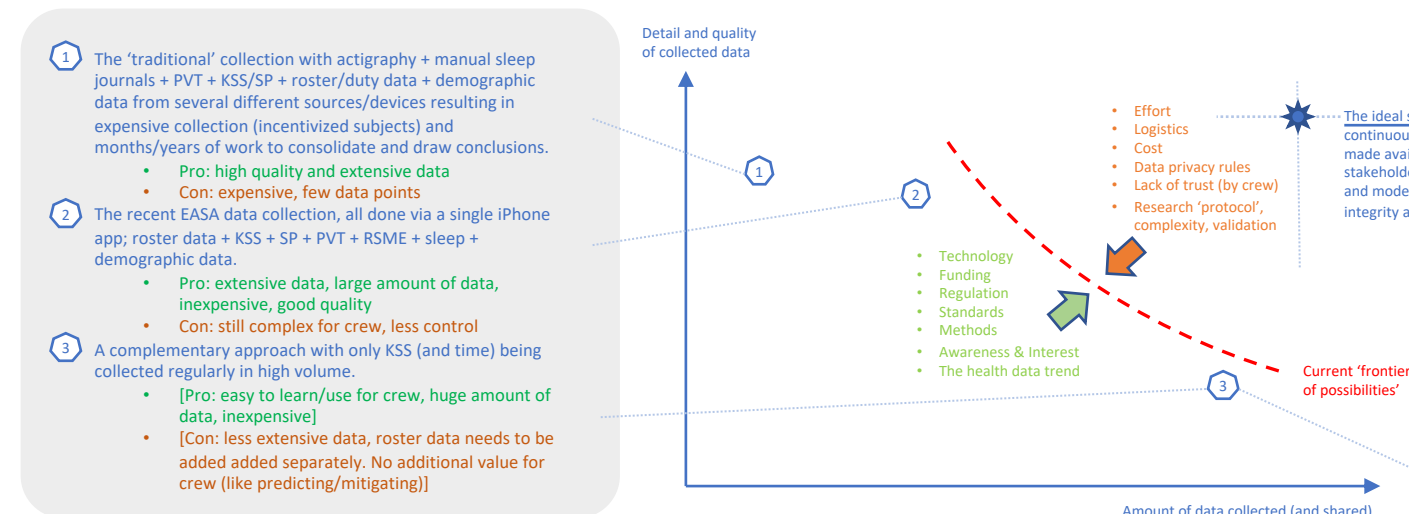 1
The ‘traditional’ collection with actigraphy + manual sleep
journals + PVT + KSS/SP + roster/duty data + demographic
data from several different sources/devices resulting in
expensive collection (incentivized subjects) and
months/years of work to consolidate and draw conclusions.
• Pro: high quality and extensive data
• Con: expensive, few data points
2
The recent EASA data collection, all done via a single iPhone
app; roster data + KSS + SP + PVT + RSME + sleep +
demographic data.
• Pro: extensive data, large amount of data,
inexpensive, good quality
• Con: still complex for crew, less control
3
A complementary approach with only KSS (and time) being
collected regularly in high volume.
• [Pro: easy to learn/use for crew, huge amount of
data, inexpensive]
• [Con: less extensive data, roster data needs to be
added added separately. No additional value for
crew (like predicting/mitigating)]
Detail and quality
of collected data
1
2
• Effort
• Logistics
• Cost
• Data privacy rules
• Lack of trust (by crew)
• Research ‘protocol’,
complexity, validation
The ideal s
continuou
made avai
stakeholde
and mode
integrity a
• Technology
• Funding
• Regulation
• Standards
• Methods
• Awareness & Interest
• The health data trend
Current ‘frontier
of possibilities’
3
Amount of data collected (and shared)